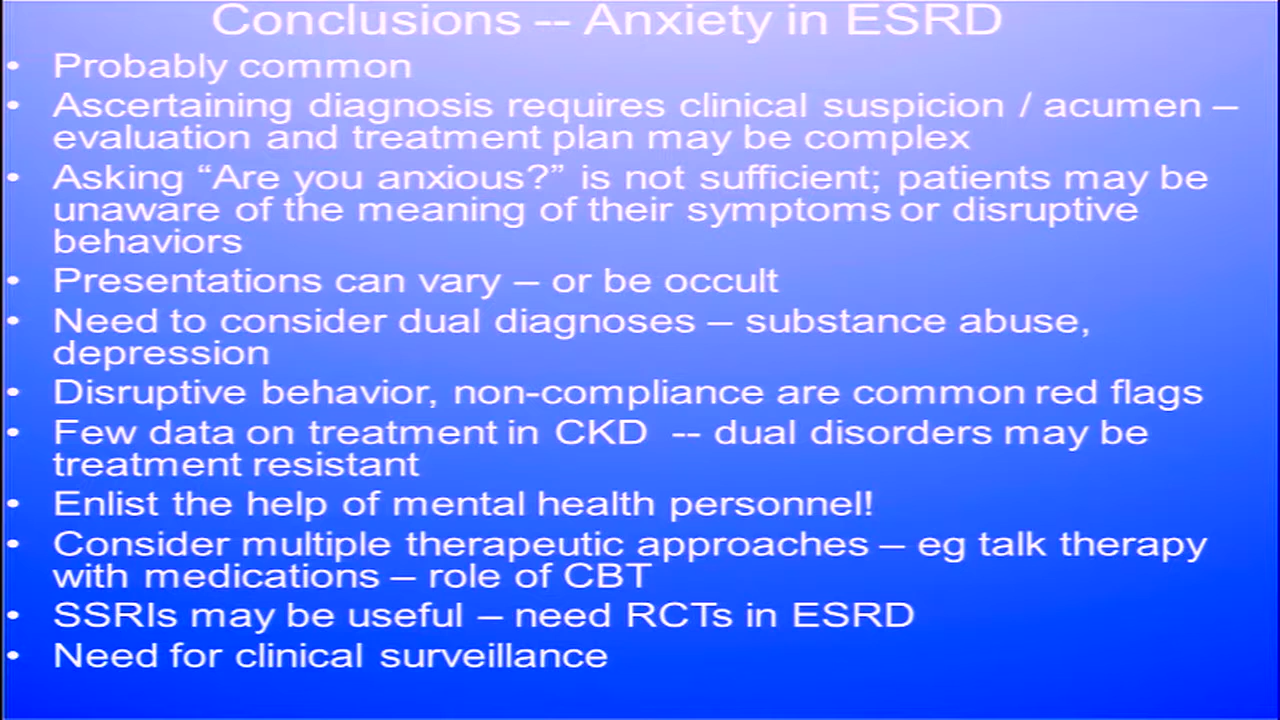 Conclusions -- Anxiety in ESRD
• Probably common
• Ascertaining diagnosis requires clinical suspicion / acumen –
evaluation and treatment plan may be complex
• Asking “Are you anxious?” is not sufficient; patients may be
unaware of the meaning of their symptoms or disruptive
behaviors
• Presentations can vary – or be occult
• Need to consider dual diagnoses – substance abuse,
depression
• Disruptive behavior, non-compliance are common red flags
• Few data on treatment in CKD -- dual disorders may be
treatment resistant
• Enlist the help of mental health personnel!
• Consider multiple therapeutic approaches – eg talk therapy
with medications – role of CBT
• SSRIs may be useful – need RCTs in ESRD
• Need for clinical surveillance